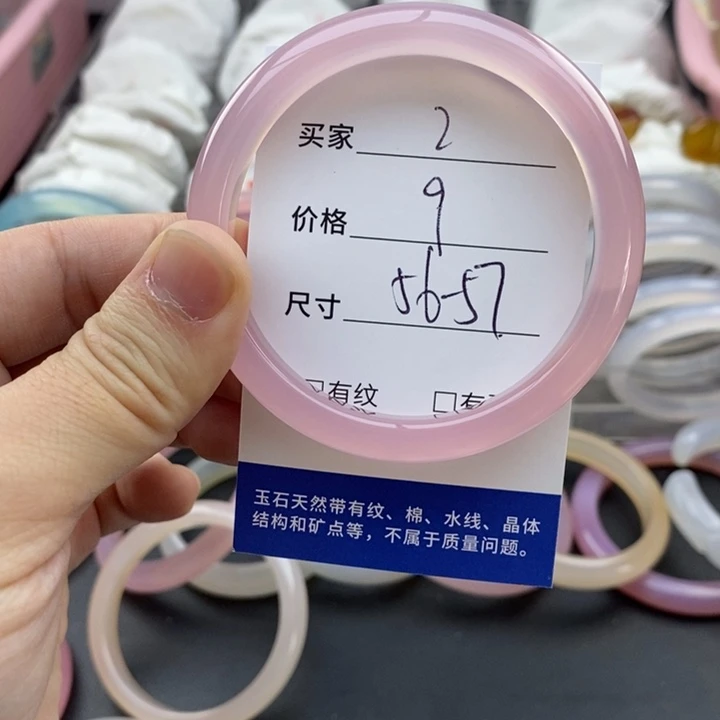 买家 2
价格 9
尺寸 56-57
□有纹 □有
玉石天然带有纹、棉、水线、晶体
结构和矿点等，不属于质量问题。